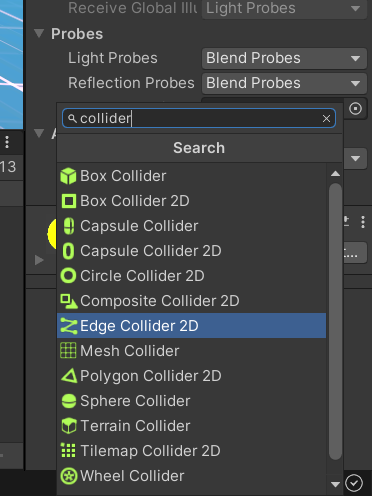 Receive Global Illu Light Probes
Probes
Light Probes Blend Probes
Reflection Probes Blend Probes
collider
Search
13
Box Collider
Box Collider 2D
Capsule Collider
Capsule Collider 2D
Circle Collider 2D
Composite Collider 2D
Edge Collider 2D
Mesh Collider
Polygon Collider 2D
Sphere Collider
Terrain Collider
Tilemap Collider 2D
Wheel Collider